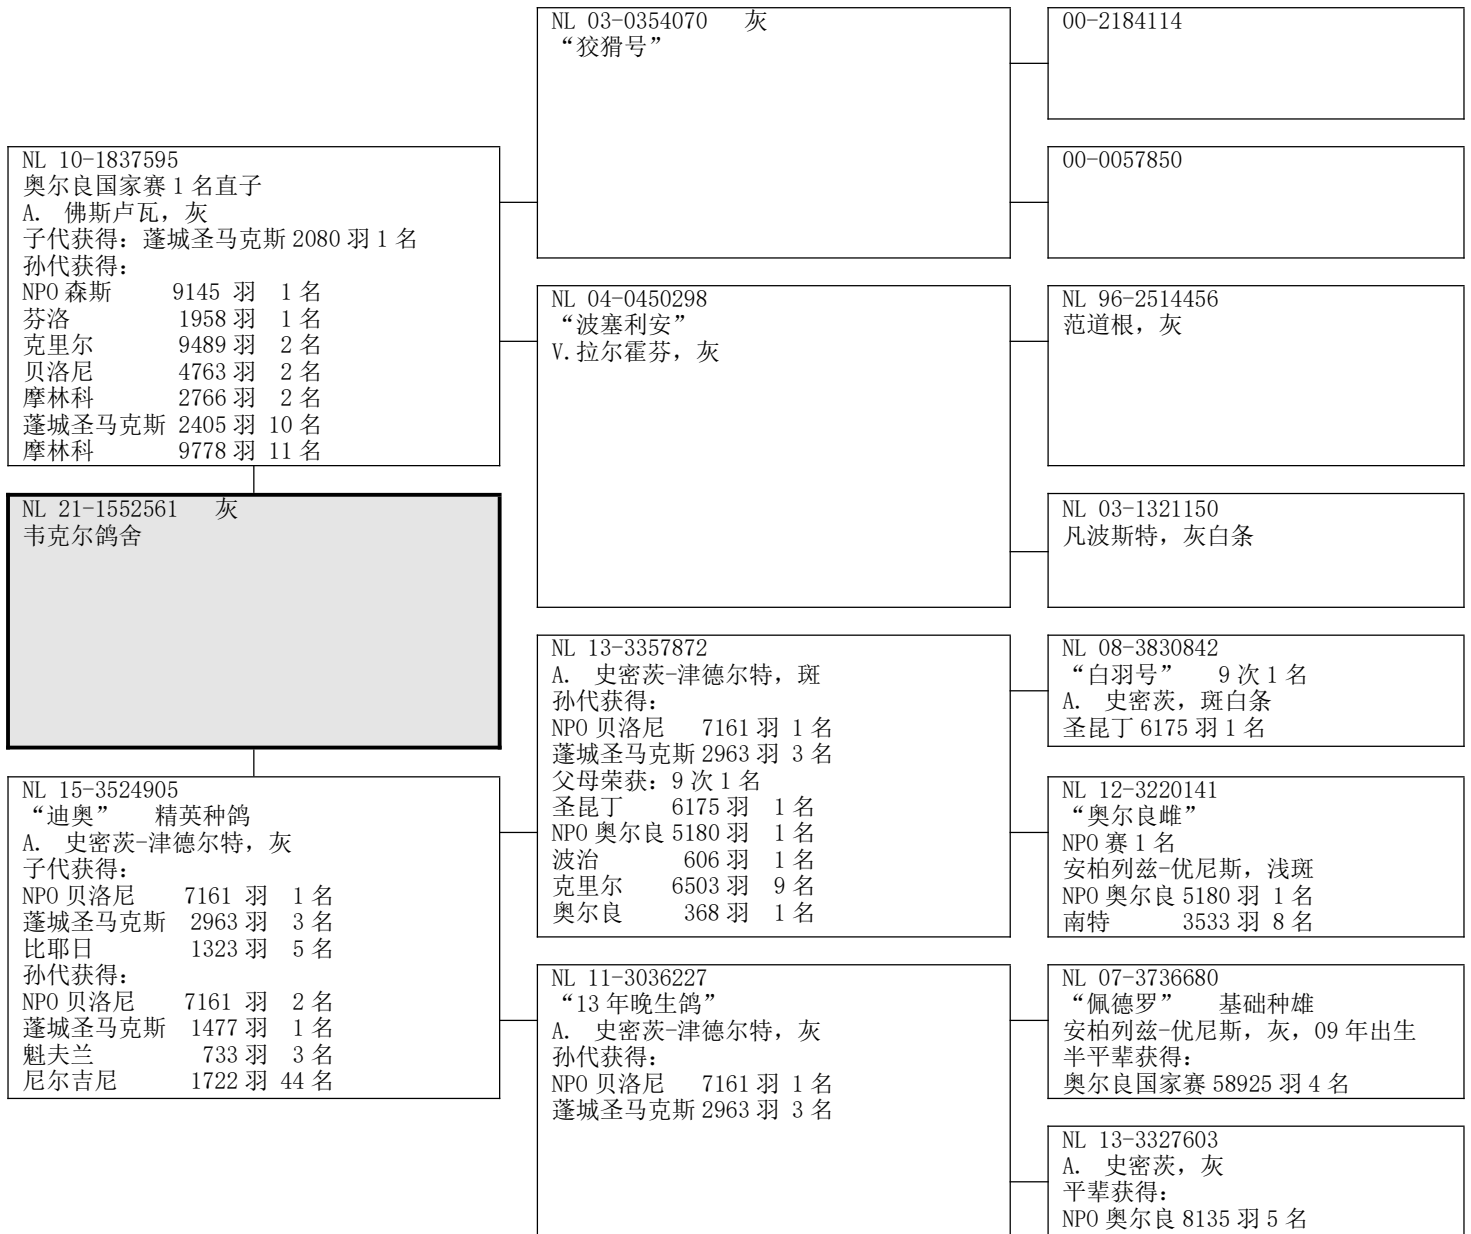 NL 10-1837595
奥尔良国家赛 1 名直子
A. 佛斯卢瓦，灰
子代获得：蓬城圣马克斯 2080 羽 1 名
孙代获得：
NPO 森斯 9145 羽 1 名
芬洛 1958 羽 1 名
克里尔 9489 羽 2 名
贝洛尼 4763 羽 2 名
摩林科 2766 羽 2 名
蓬城圣马克斯 2405 羽 10 名
摩林科 9778 羽 11 名
NL 21-1552561 灰
韦克尔鸽舍
NL 15-3524905
“迪奥” 精英种鸽
A. 史密茨-津德尔特，灰
子代获得：
NPO 贝洛尼 7161 羽 1 名
蓬城圣马克斯 2963 羽 3 名
比耶日 1323 羽 5 名
孙代获得：
NPO 贝洛尼 7161 羽 2 名
蓬城圣马克斯 1477 羽 1 名
魁夫兰 733 羽 3 名
尼尔吉尼 1722 羽 44 名
NL 03-0354070 灰
“狡猾号”
NL 04-0450298
“波塞利安”
V.拉尔霍芬，灰
NL 13-3357872
A. 史密茨-津德尔特，斑
孙代获得：
NPO 贝洛尼 7161 羽 1 名
蓬城圣马克斯 2963 羽 3 名
父母荣获：9 次 1 名
圣昆丁 6175 羽 1 名
NPO 奥尔良 5180 羽 1 名
波治 606 羽 1 名
克里尔 6503 羽 9 名
奥尔良 368 羽 1 名
NL 11-3036227
“13 年晚生鸽”
A. 史密茨-津德尔特，灰
孙代获得：
NPO 贝洛尼 7161 羽 1 名
蓬城圣马克斯 2963 羽 3 名
00-2184114
00-0057850
NL 96-2514456
范道根，灰
NL 03-1321150
凡波斯特，灰白条
NL 08-3830842
“白羽号” 9 次 1 名
A. 史密茨，斑白条
圣昆丁 6175 羽 1 名
NL 12-3220141
“奥尔良雌”
NPO 赛 1 名
安柏列兹-优尼斯，浅斑
NPO 奥尔良 5180 羽 1 名
南特 3533 羽 8 名
NL 07-3736680
“佩德罗” 基础种雄
安柏列兹-优尼斯，灰，09 年出生
半平辈获得：
奥尔良国家赛 58925 羽 4 名
NL 13-3327603
A. 史密茨，灰
平辈获得：
NPO 奥尔良 8135 羽 5 名